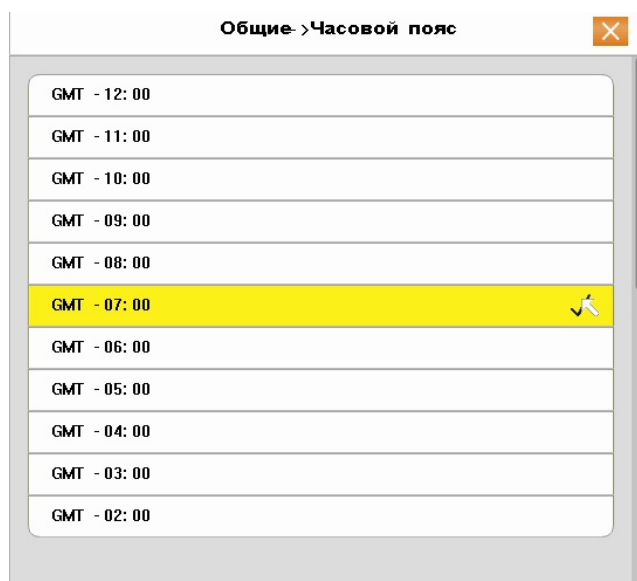 Общие->Часовой пояс
GMT - 12: 00
GMT - 11: 00
GMT - 10: 00
GMT - 09: 00
GMT - 08: 00
GMT - 07: 00
GMT - 06: 00
GMT - 05: 00
GMT - 04: 00
GMT - 03: 00
GMT - 02: 00